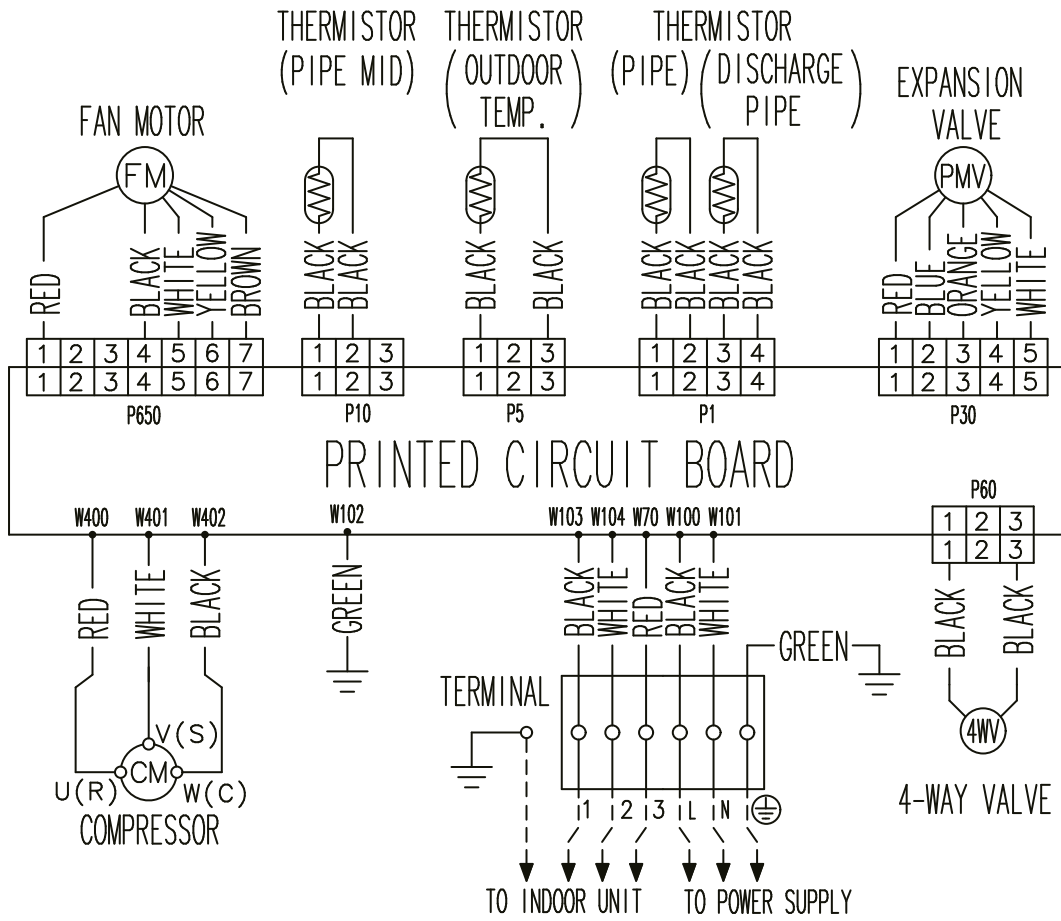 THERMISTOR
(PIPE MID)
THERMISTOR
(OUTDOOR
TEMP.)
THERMISTOR
(PIPE) (DISCHARGE
PIPE)
EXPANSION
VALVE
FAN MOTOR
FM
PMV
RED
BLACK
WHITE
YELLOW
BROWN
BLACK
BLACK
BLACK
BLACK
BLACK
BLACK
BLACK
BLACK
RED
BLUE
ORANGE
YELLOW
WHITE
1 2 3 4 5 6 7
1 2 3 4 5 6 7
P650
1 2 3
1 2 3
P10
1 2 3
1 2 3
P5
1 2 3 4
1 2 3 4
P1
1 2 3 4 5
1 2 3 4 5
P30
PRINTED CIRCUIT BOARD
W400 W401 W402
W102
W103 W104 W70 W100 W101
P60
1 2 3
1 2 3
RED
WHITE
BLACK
GREEN
BLACK
WHITE
RED
BLACK
WHITE
GREEN
BLACK
BLACK
TERMINAL
V(S)
CM
U(R)
W(C)
COMPRESSOR
4WV
4-WAY VALVE
1 2 3 L N
TO INDOOR UNIT
TO POWER SUPPLY